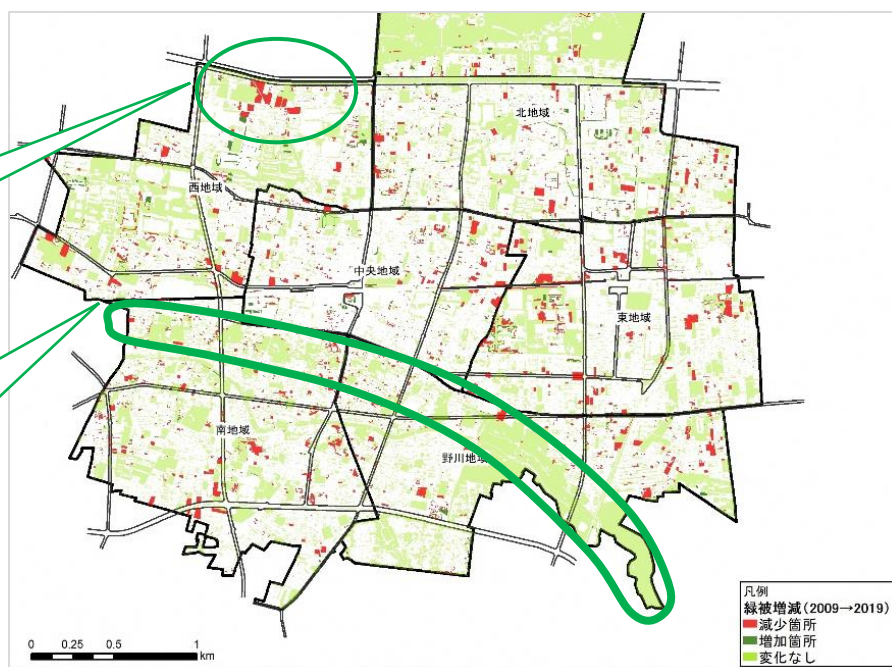 北地域
西地域
中央地域
東地域
南地域
野川地域
凡例
緑被増減(2009→2019)
減少箇所
増加箇所
変化なし
0 0.25 0.5 1
km